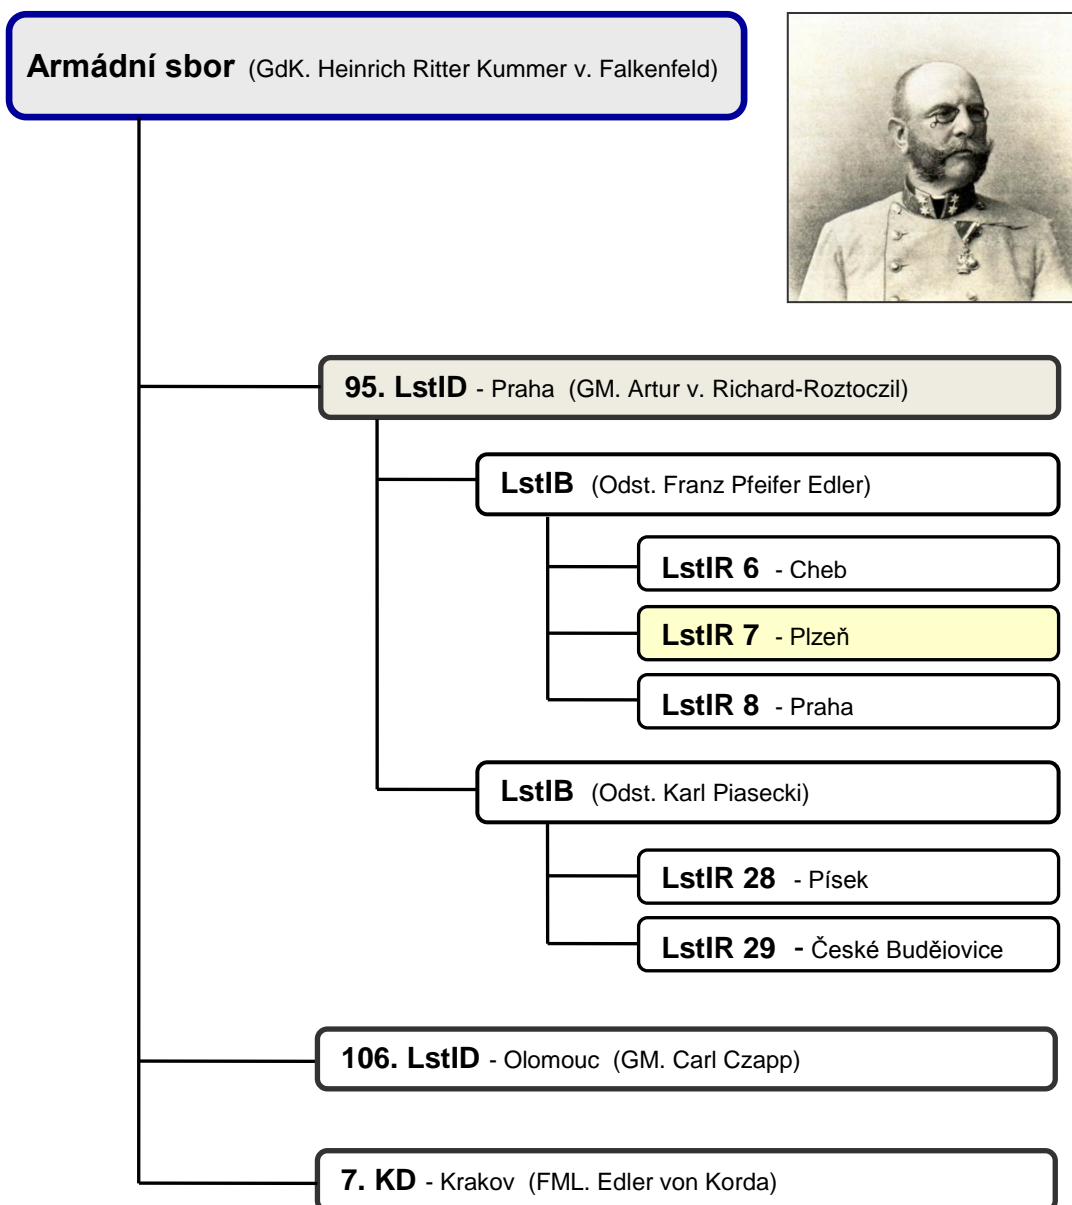 Armádní sbor (GdK. Heinrich Ritter Kummer v. Falkenfeld)
95. LstID - Praha (GM. Artur v. Richard-Roztoczil)
LstIB (Odst. Franz Pfeifer Edler)
LstIR 6 - Cheb
LstIR 7 - Plzeň
LstIR 8 - Praha
LstIB (Odst. Karl Piasecki)
LstIR 28 - Písek
LstIR 29 - České Budějovice
106. LstID - Olomouc (GM. Carl Czapp)
7. KD - Krakov (FML. Edler von Korda)